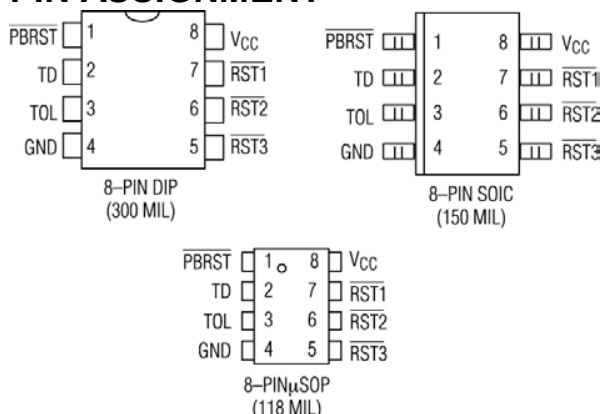 PIN ASSIGNMENT
PBRST 1 8 VCC
TD 2 7 RST1
TOL 3 6 RST2
GND 4 5 RST3
8–PIN DIP
(300 MIL)
PBRST 1 8 VCC
TD 2 7 RST1
TOL 3 6 RST2
GND 4 5 RST3
8–PIN SOIC
(150 MIL)
PBRST 1 8 VCC
TD 2 7 RST1
TOL 3 6 RST2
GND 4 5 RST3
8–PINμSOP
(118 MIL)